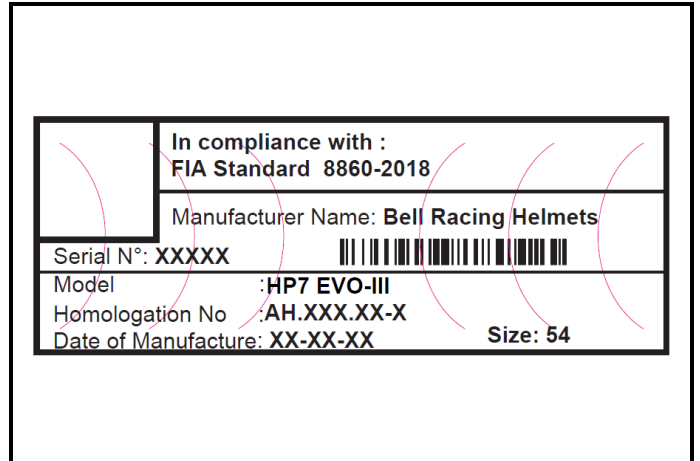 In compliance with :
FIA Standard 8860-2018
Manufacturer Name: Bell Racing Helmets
Serial N°: XXXXX
Model :HP7 EVO-III
Homologation No :AH.XXX.XX-X
Date of Manufacture: XX-XX-XX Size: 54